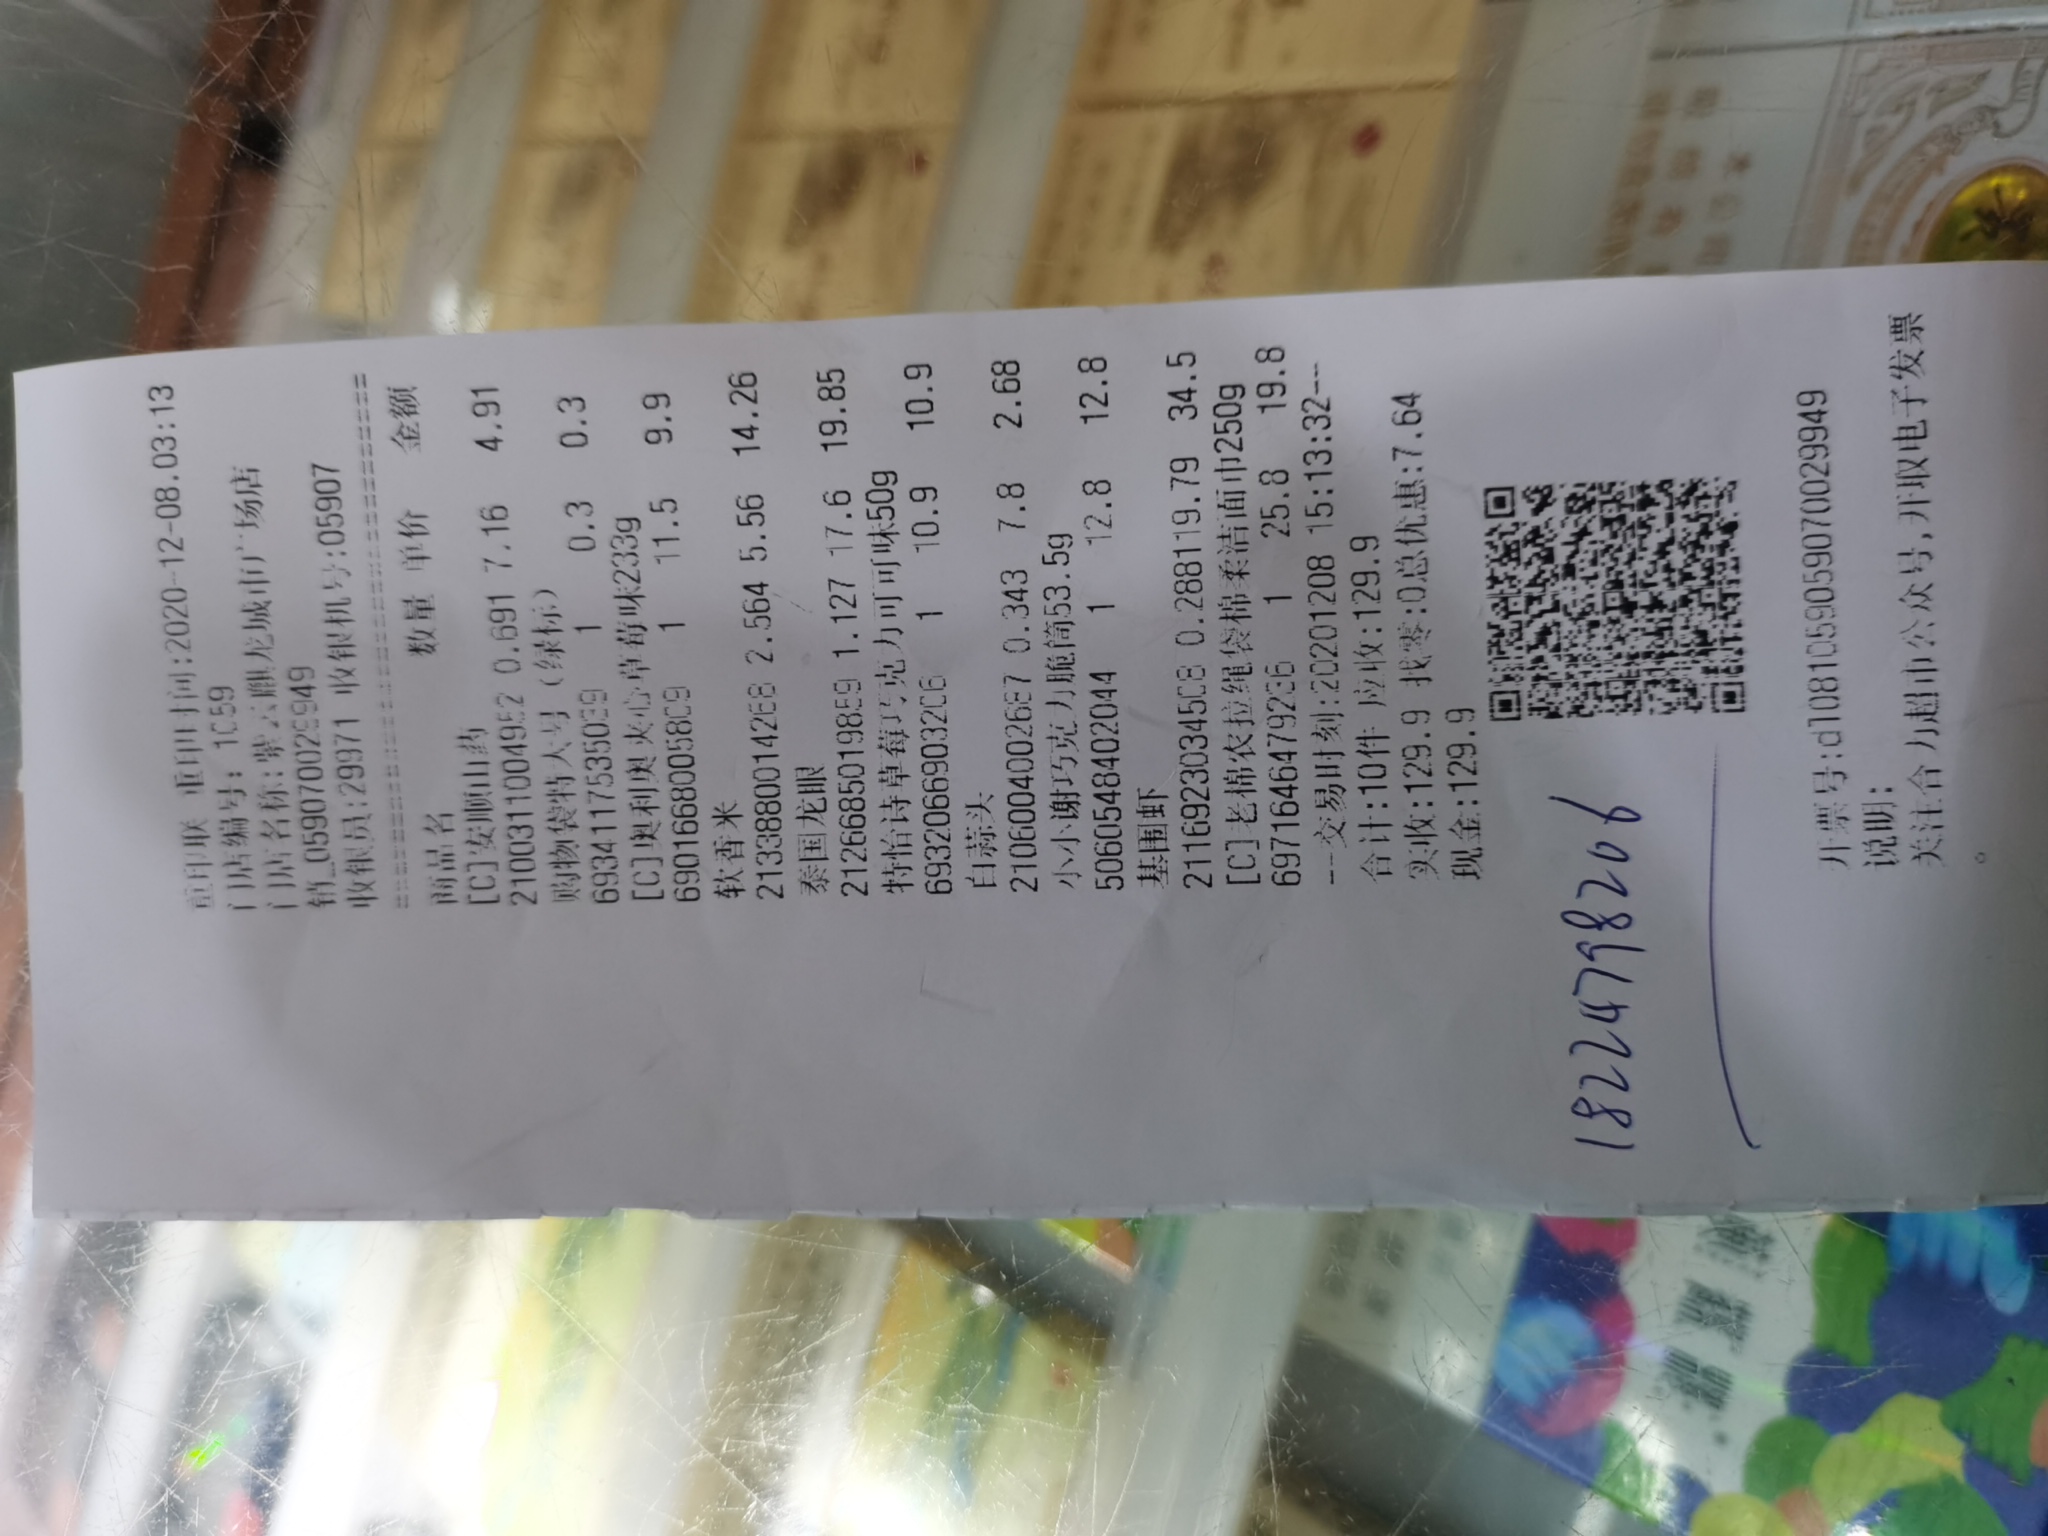 重印联 重印时间:2020-12-08.03:13
门店编号: 1059
门店名称:紫云麒龙城市广场店
销_059070029949
收银员:29971 收银机号:05907
================================
商品名 数量 单价 金额
[C]安顺山药
2100311004952 0.691 7.16 4.91
购物袋特大号（绿标）
6934117535039 1 0.3 0.3
[C]奥利奥夹心草莓味233g
6901668005809 1 11.5 9.9
软香米
2133880014268 2.564 5.56 14.26
泰国龙眼
2126685019859 1.127 17.6 19.85
特怡诗草莓巧克力可可味50g
6932066903206 1 10.9 10.9
白蒜头
2106004002687 0.343 7.8 2.68
小小谢巧克力脆筒53.5g
5060548402044 1 12.8 12.8
基围虾
2116923034508 0.288119.79 34.5
[C]老棉农拉绳袋棉柔洁面巾250g
6971646479236 1 25.8 19.8
--交易时刻:20201208 15:13:32--
合计:10件 应收:129.9
实收:129.9 找零:0总优惠:7.64
现金:129.9
18224798206
开票号:d1081059059070029949
说明:
关注合力超市公众号,开取电子发票
。